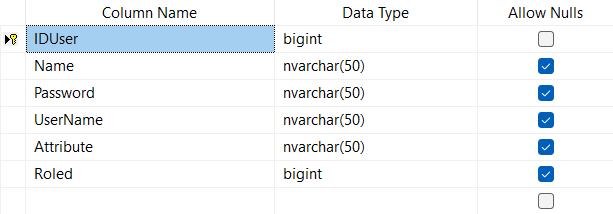 Column Name Data Type Allow Nulls
IDUser bigint
Name nvarchar(50)
Password nvarchar(50)
UserName nvarchar(50)
Attribute nvarchar(50)
Roled bigint